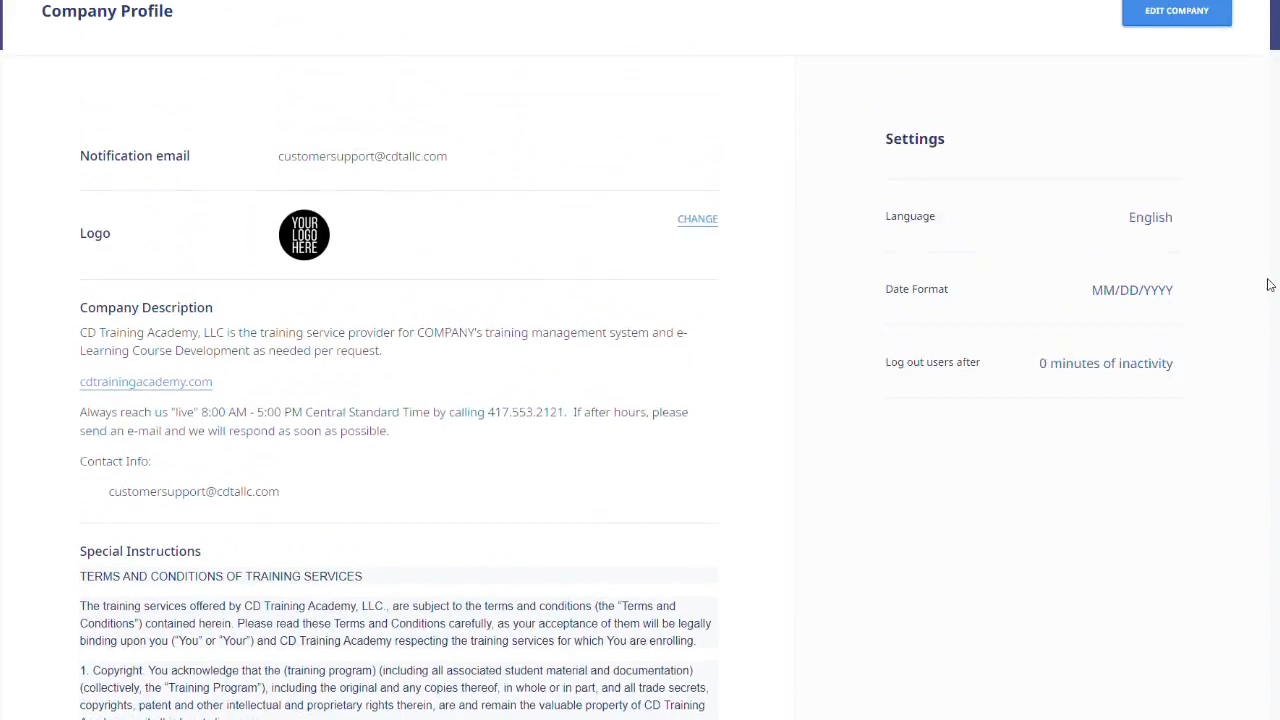 Company Profile
EDIT COMPANY
Notification email
customersupport@cdtallc.com
Logo
YOUR
LOGO
HERE
CHANGE
Company Description
CD Training Academy, LLC is the training service provider for COMPANY's training management system and e-
Learning Course Development as needed per request.
cdtrainingacademy.com
Always reach us "live" 8:00 AM - 5:00 PM Central Standard Time by calling 417.553.2121.  If after hours, please
send an e-mail and we will respond as soon as possible.
Contact Info:
customersupport@cdtallc.com
Special Instructions
TERMS AND CONDITIONS OF TRAINING SERVICES
The training services offered by CD Training Academy, LLC., are subject to the terms and conditions (the “Terms and
Conditions”) contained herein. Please read these Terms and Conditions carefully, as your acceptance of them will be legally
binding upon you (“You” or “Your”) and CD Training Academy respecting the training services for which You are enrolling.
1. Copyright. You acknowledge that the (training program) (including all associated student material and documentation)
(collectively, the “Training Program”), including the original and any copies thereof, in whole or in part, and all trade secrets,
copyrights, patent and other intellectual and proprietary rights therein, are and remain the valuable property of CD Training
Settings
Language
English
Date Format
MM/DD/YYYY
Log out users after
0 minutes of inactivity